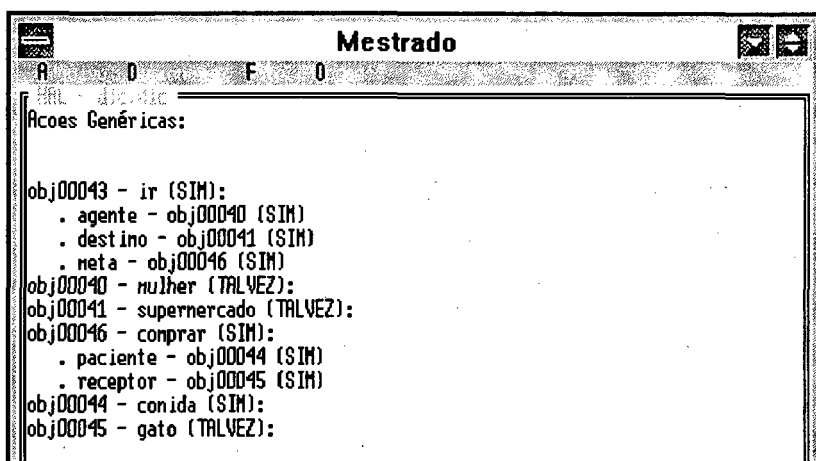 Mestrado
A D F O
Acoes Genéricas:
obj00043 - ir (SIM):
. agente - obj00040 (SIM)
. destino - obj00041 (SIM)
. meta - obj00046 (SIM)
obj00040 - mulher (TALVEZ):
obj00041 - supermercado (TALVEZ):
obj00046 - comprar (SIM):
. paciente - obj00044 (SIM)
. receptor - obj00045 (SIM)
obj00044 - comida (SIM):
obj00045 - gato (TALVEZ):